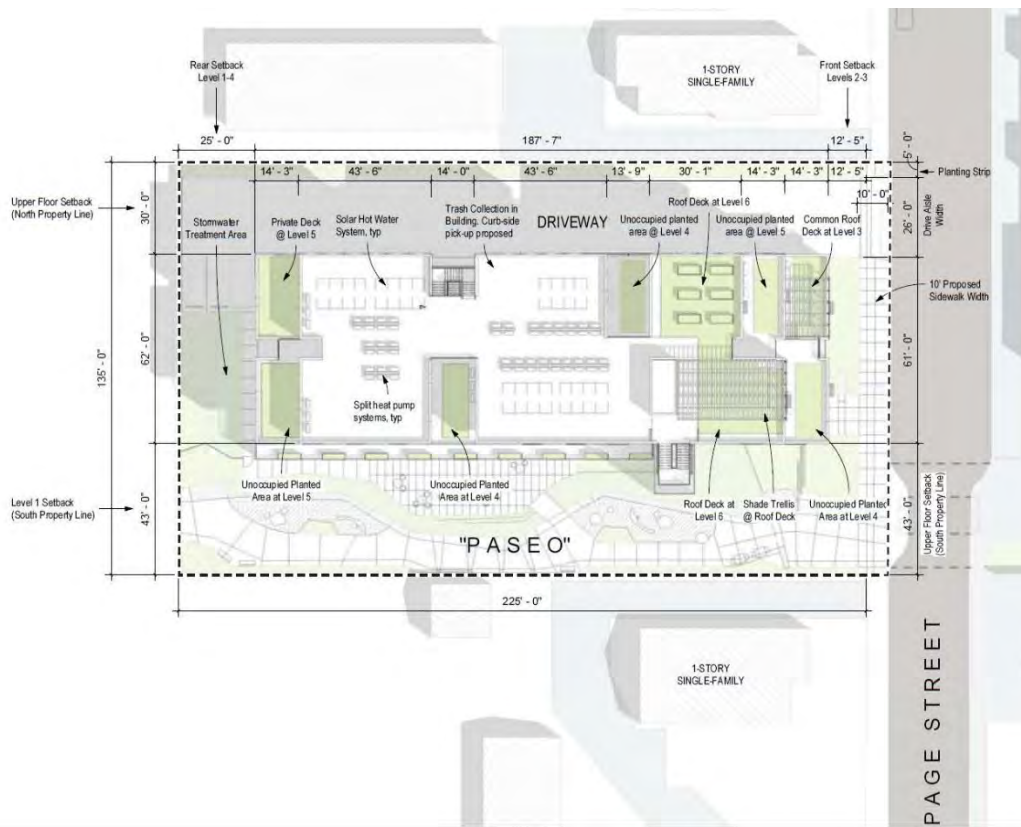 Rear Setback
Level 1-4
1-STORY
SINGLE-FAMILY
Front Setback
Levels 2-3
25' - 0"
187' - 7"
12' - 5"
5' - 0"
14' - 3"
43' - 6"
14' - 0"
43' - 6"
13' - 9"
30' - 1"
14' - 3"
14' - 3"
12' - 5"
Planting Strip
10' - 0"
Upper Floor Setback
(North Property Line)
30' - 0"
Stormwater
Treatment Area
Private Deck
@ Level 5
Solar Hot Water
System, typ
Trash Collection in
Building. Curb-side
pick-up proposed
DRIVEWAY
Unoccupied planted
area @ Level 4
Roof Deck at Level 6
Unoccupied planted
area @ Level 5
Common Roof
Deck at Level 3
26' - 0"
Drive Aisle
Width
10' Proposed
Sidewalk Width
135' - 0"
62' - 0"
61' - 0"
Split heat pump
systems, typ
Level 1 Setback
(South Property Line)
43' - 0"
Unoccupied Planted
Area at Level 5
Unoccupied Planted
Area at Level 4
Roof Deck at
Level 6
Shade Trellis
@ Roof Deck
Unoccupied Planted
Area at Level 4
43' - 0"
Upper Floor Setback
(South Property Line)
"PASEO"
225' - 0"
1-STORY
SINGLE-FAMILY
PAGE STREET